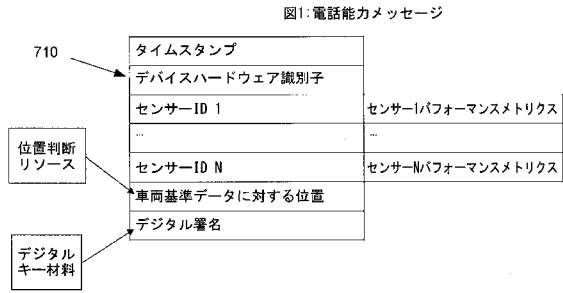 図1:電話能力メッセージ
710
タイムスタンプ
デバイスハードウェア識別子
センサーID 1
センサー1パフォーマンスメトリクス
...
...
センサーID N
センサーNパフォーマンスメトリクス
位置判断
リソース
車両基準データに対する位置
デジタル署名
デジタル
キー材料